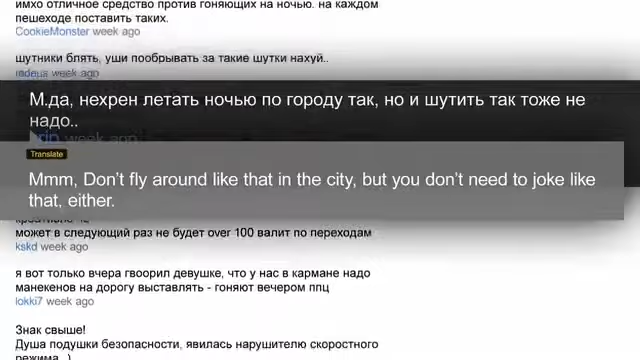 имхо отличное средство против гоняющих на ночью. на каждом
пешеходе поставить таких.
CookieMonster week ago
шутники блять, уши пообрывать за такие шутки нахуй..
week ago
М.да, нехрен летать ночью по городу так, но и шутить так тоже не
надо..
week ago
Translate
Mmm, Don't fly around like that in the city, but you don't need to joke like
that, either.
может в следующий раз не будет over 100 валит по переходам
kskd week ago
я вот только вчера гвоорил девушке, что у нас в кармане надо
манекенов на дорогу выставлять - гоняют вечером ппц
lokki7 week ago
Знак свыше!
Душа подушки безопасности, явилась нарушителю скоростного
режима..)